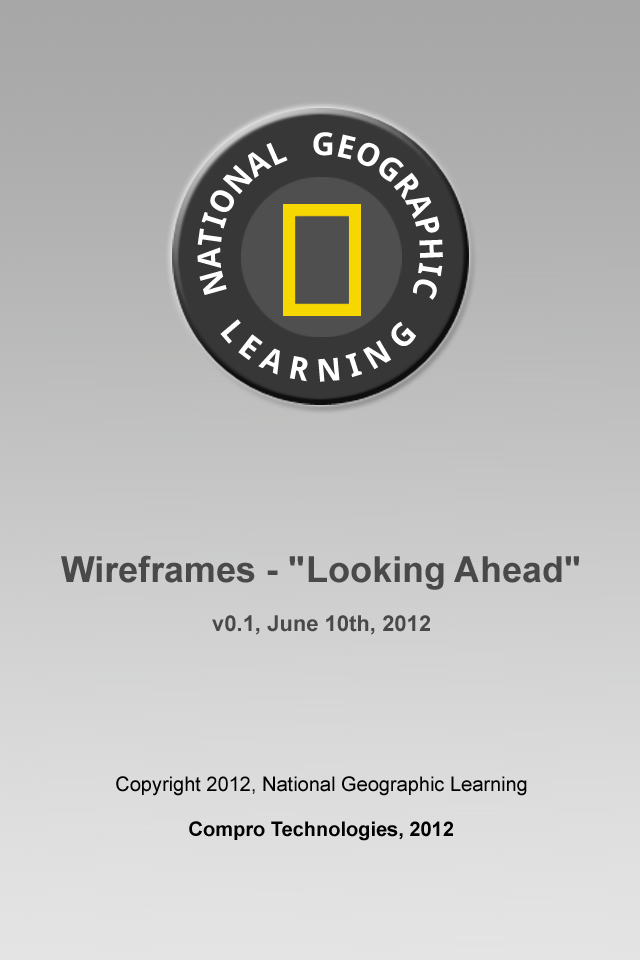 NATIONAL GEOGRAPHIC
LEARNING
Wireframes - "Looking Ahead"
v0.1, June 10th, 2012
Copyright 2012, National Geographic Learning
Compro Technologies, 2012